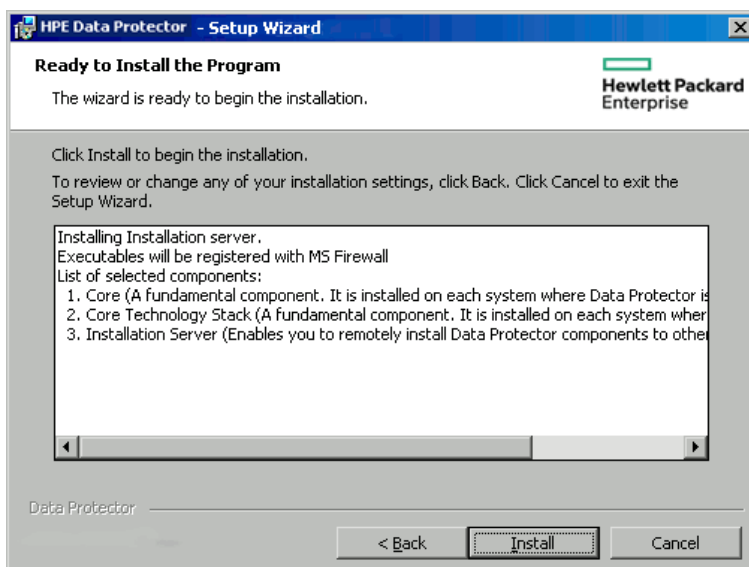 HPE Data Protector - Setup Wizard
Ready to Install the Program
The wizard is ready to begin the installation.
Hewlett Packard
Enterprise
Click Install to begin the installation.
To review or change any of your installation settings, click Back. Click Cancel to exit the
Setup Wizard.
Installing Installation server.
Executables will be registered with MS Firewall
List of selected components:
1. Core (A fundamental component. It is installed on each system where Data Protector is
2. Core Technology Stack (A fundamental component. It is installed on each system wher
3. Installation Server (Enables you to remotely install Data Protector components to other
Data Protector
< Back
Install
Cancel